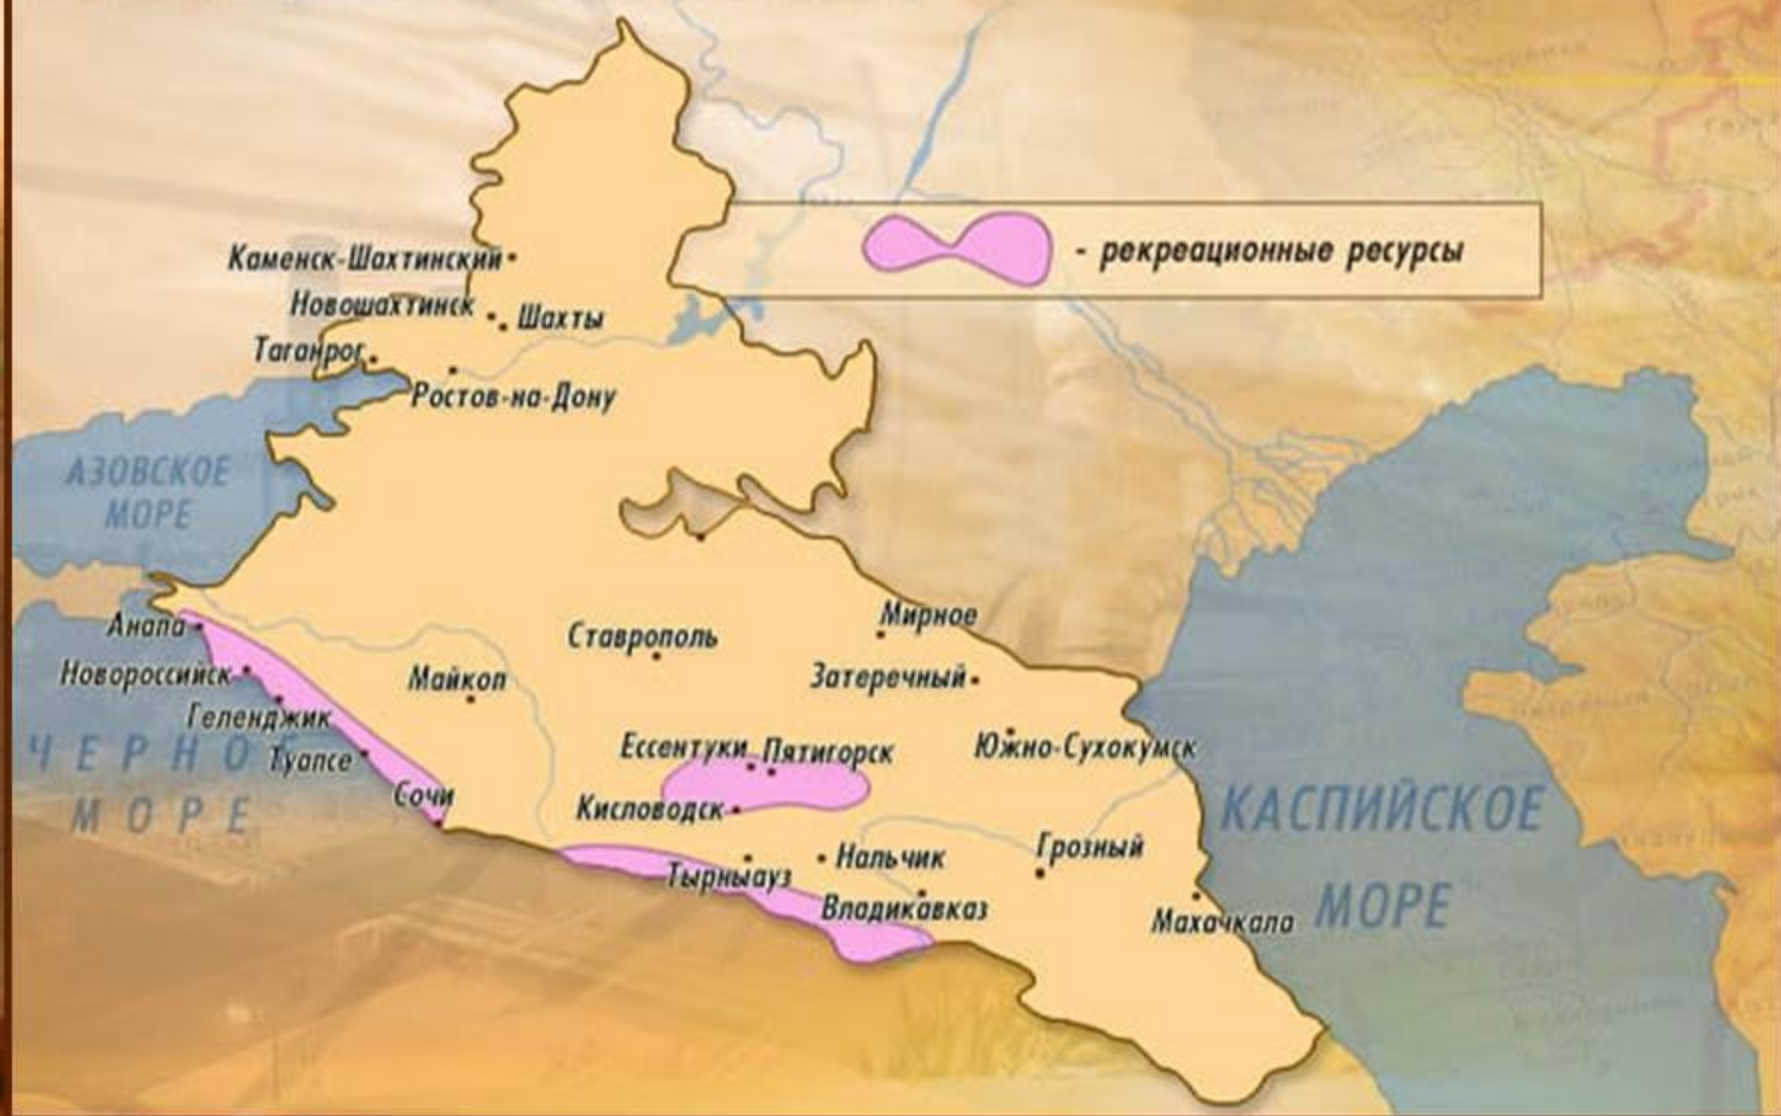 - рекреационные ресурсы
Каменск-Шахтинский
Новошахтинск
Шахты
Таганрог
Ростов-на-Дону
АЗОВСКОЕ
МОРЕ
Анапа
Ставрополь
Мирное
Новороссийск
Майкоп
Затеречный
Геленджик
ЧЕРНОЕ
МОРЕ
Туапсе
Ессентуки
Пятигорск
Южно-Сухокумск
Сочи
Кисловодск
КАСПИЙСКОЕ
МОРЕ
Тырныауз
Нальчик
Грозный
Владикавказ
Махачкала